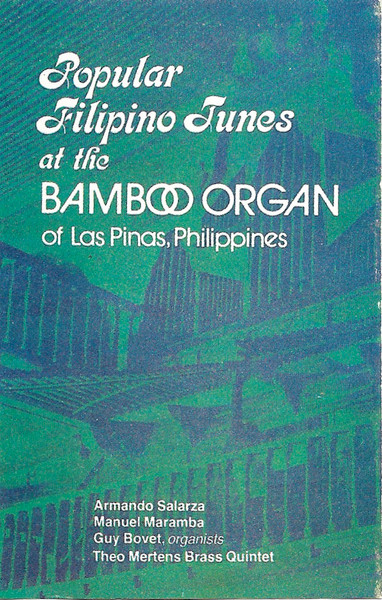 Popular
Filipino Tunes
at the
BAMBOO ORGAN
of Las Pinas, Philippines
Armando Salarza
Manuel Maramba
Guy Bovet, organists
Theo Mertens Brass Quintet